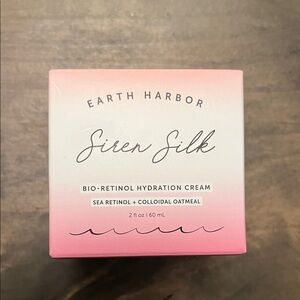 EARTH HARBOR
Siren Silk
BIO-RETINOL HYDRATION CREAM
SEA RETINOL + COLLOIDAL OATMEAL
2 fl oz | 60 mL